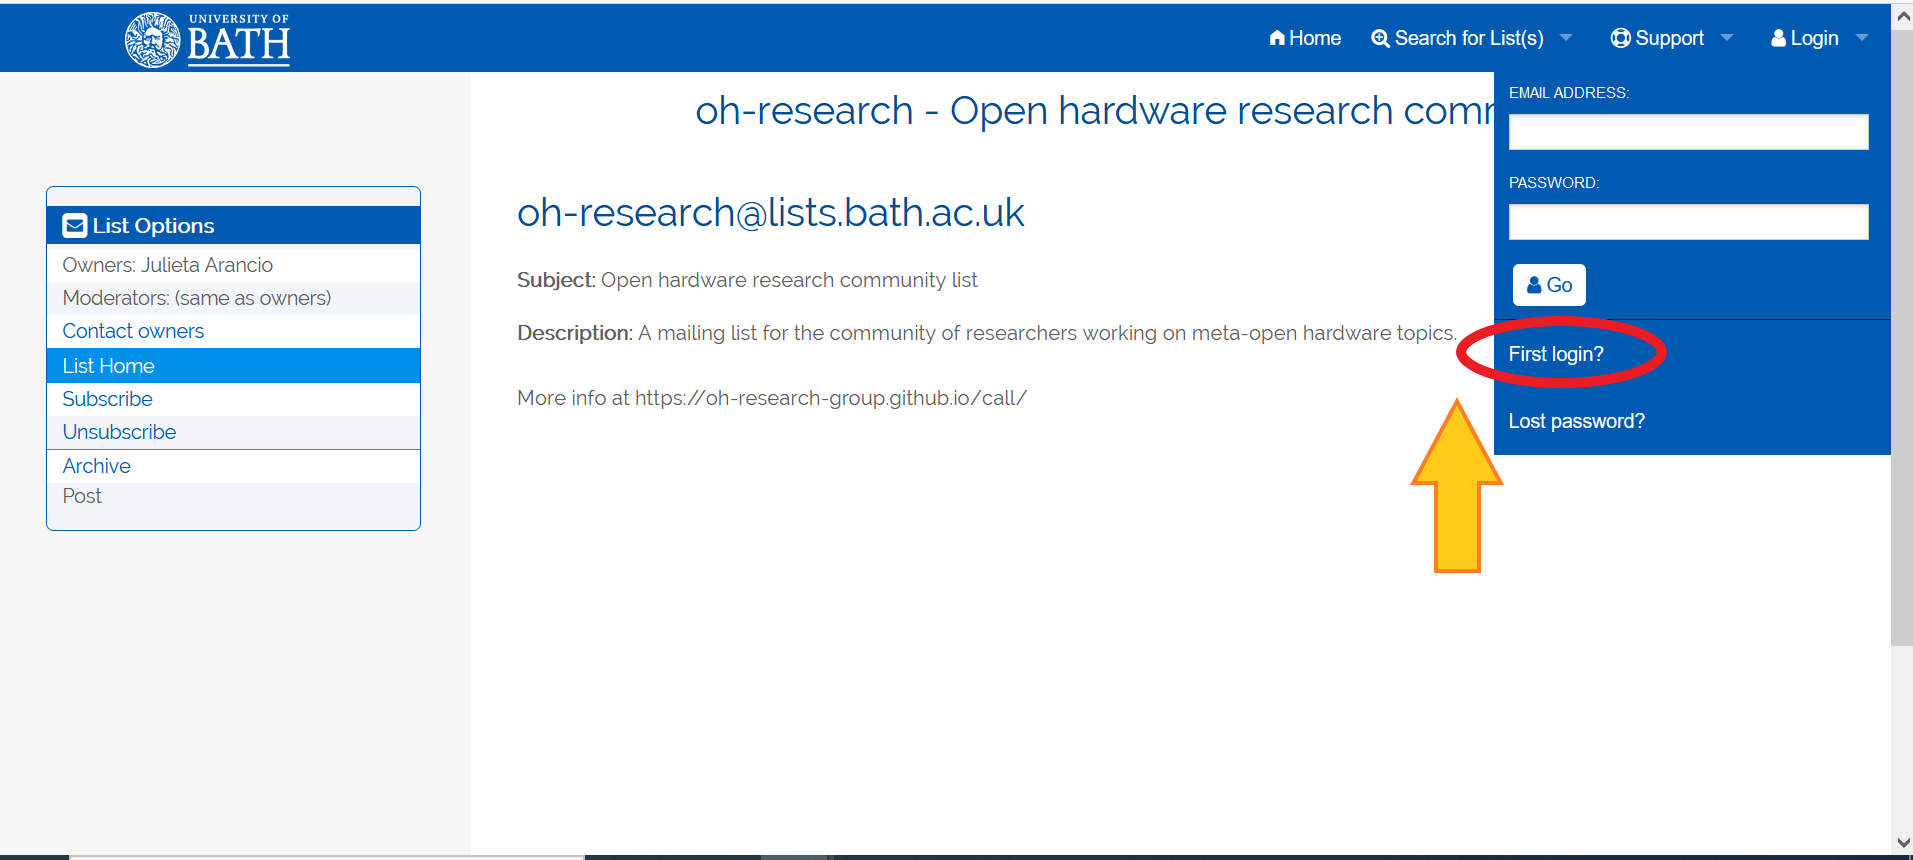 UNIVERSITY OF
BATH
Home
Search for List(s)
Support
Login
EMAIL ADDRESS:
PASSWORD:
Go
First login?
Lost password?
oh-research - Open hardware research
List Options
Owners: Julieta Arancio
Moderators: (same as owners)
Contact owners
List Home
Subscribe
Unsubscribe
Archive
Post
oh-research@lists.bath.ac.uk
Subject: Open hardware research community list
Description: A mailing list for the community of researchers working on meta-open hardware topics.
More info at https://oh-research-group.github.io/call/